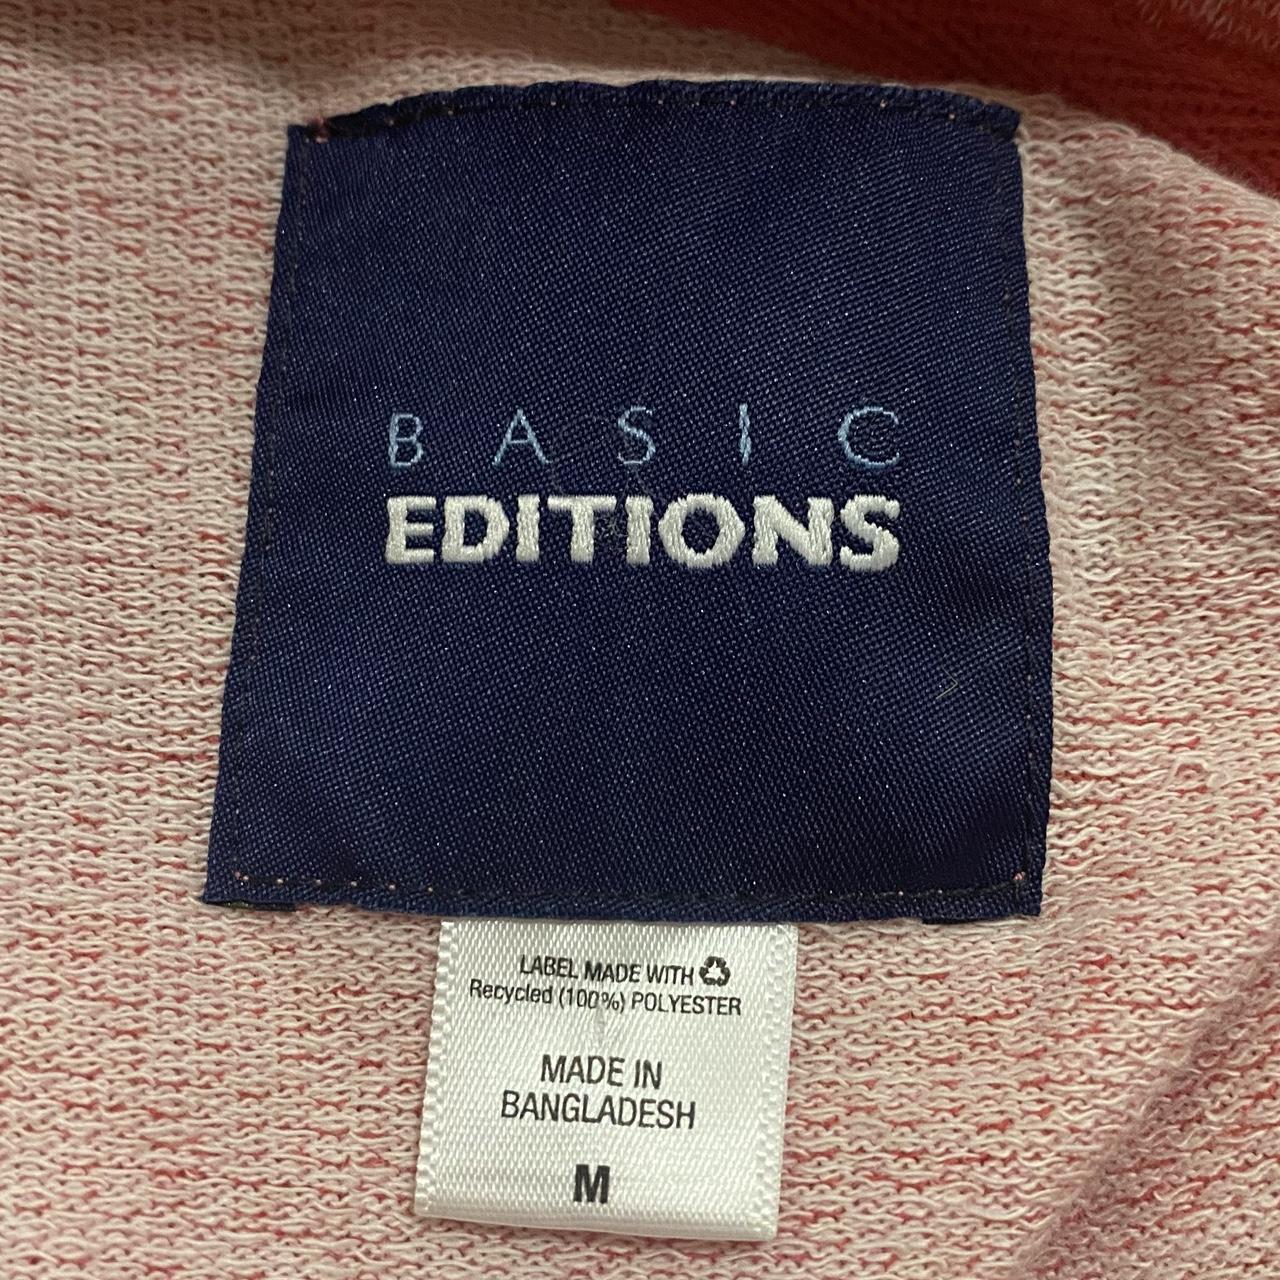 BASIC
EDITIONS
LABEL MADE WITH
Recycled (100%) POLYESTER
MADE IN
BANGLADESH
M